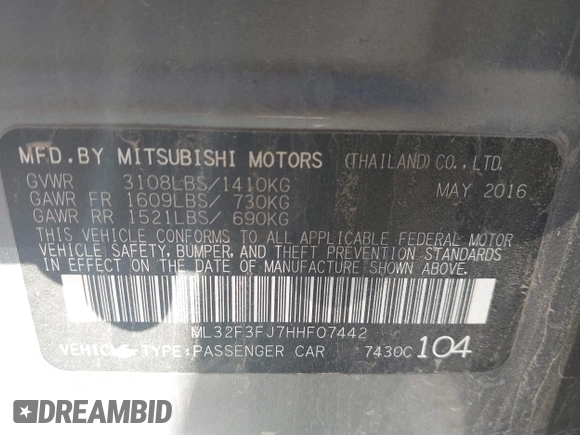 MFD. BY MITSUBISHI MOTORS (THAILAND) CO., LTD.
GVWR 3108LBS/1410KG MAY 2016
GAWR FR 1609LBS/ 730KG
GAWR RR 1521LBS/ 690KG
THIS VEHICLE CONFORMS TO ALL APPLICABLE FEDERAL MOTOR
VEHICLE SAFETY, BUMPER, AND THEFT PREVENTION STANDARDS
IN EFFECT ON THE DATE OF MANUFACTURE SHOWN ABOVE.
ML32F3FJ7HHF07442
VEHICLE TYPE:PASSENGER CAR 7430C 104
DREAMBID
DREAMBID.COM